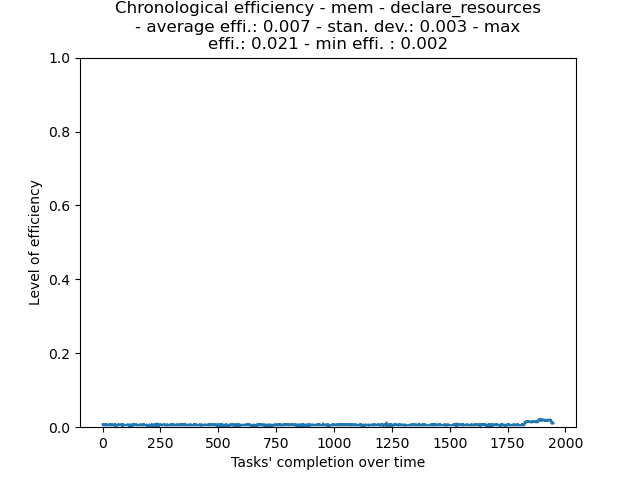 Chronological efficiency - mem - declare_resources
- average effi.: 0.007 - stan. dev.: 0.003 - max
effi.: 0.021 - min effi. : 0.002
1.0
0.8
0.6
0.4
0.2
0.0
Level of efficiency
0 250 500 750 1000 1250 1500 1750 2000
Tasks' completion over time